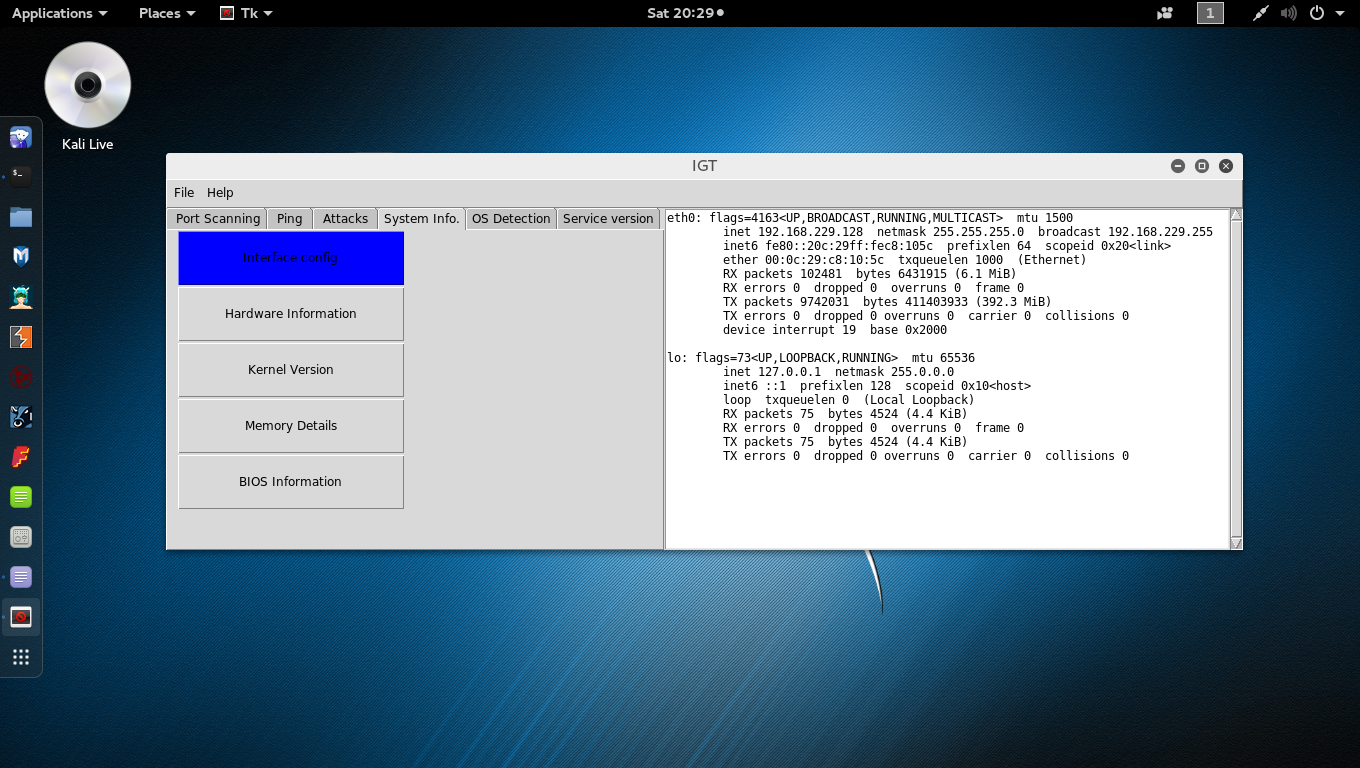 Applications Places Tk Sat 20:29 1
Kali Live
IGT
File Help
Port Scanning Ping Attacks System Info. OS Detection Service version
Interface config
Hardware Information
Kernel Version
Memory Details
BIOS Information
eth0: flags=4163<UP,BROADCAST,RUNNING,MULTICAST>  mtu 1500
        inet 192.168.229.128  netmask 255.255.255.0  broadcast 192.168.229.255
        inet6 fe80::20c:29ff:fec8:105c  prefixlen 64  scopeid 0x20<link>
        ether 00:0c:29:c8:10:5c  txqueuelen 1000  (Ethernet)
        RX packets 102481  bytes 6431915 (6.1 MiB)
        RX errors 0  dropped 0  overruns 0  frame 0
        TX packets 9742031  bytes 411403933 (392.3 MiB)
        TX errors 0  dropped 0 overruns 0  carrier 0  collisions 0
        device interrupt 19  base 0x2000
lo: flags=73<UP,LOOPBACK,RUNNING>  mtu 65536
        inet 127.0.0.1  netmask 255.0.0.0
        inet6 ::1  prefixlen 128  scopeid 0x10<host>
        loop  txqueuelen 0  (Local Loopback)
        RX packets 75  bytes 4524 (4.4 KiB)
        RX errors 0  dropped 0  overruns 0  frame 0
        TX packets 75  bytes 4524 (4.4 KiB)
        TX errors 0  dropped 0 overruns 0  carrier 0  collisions 0